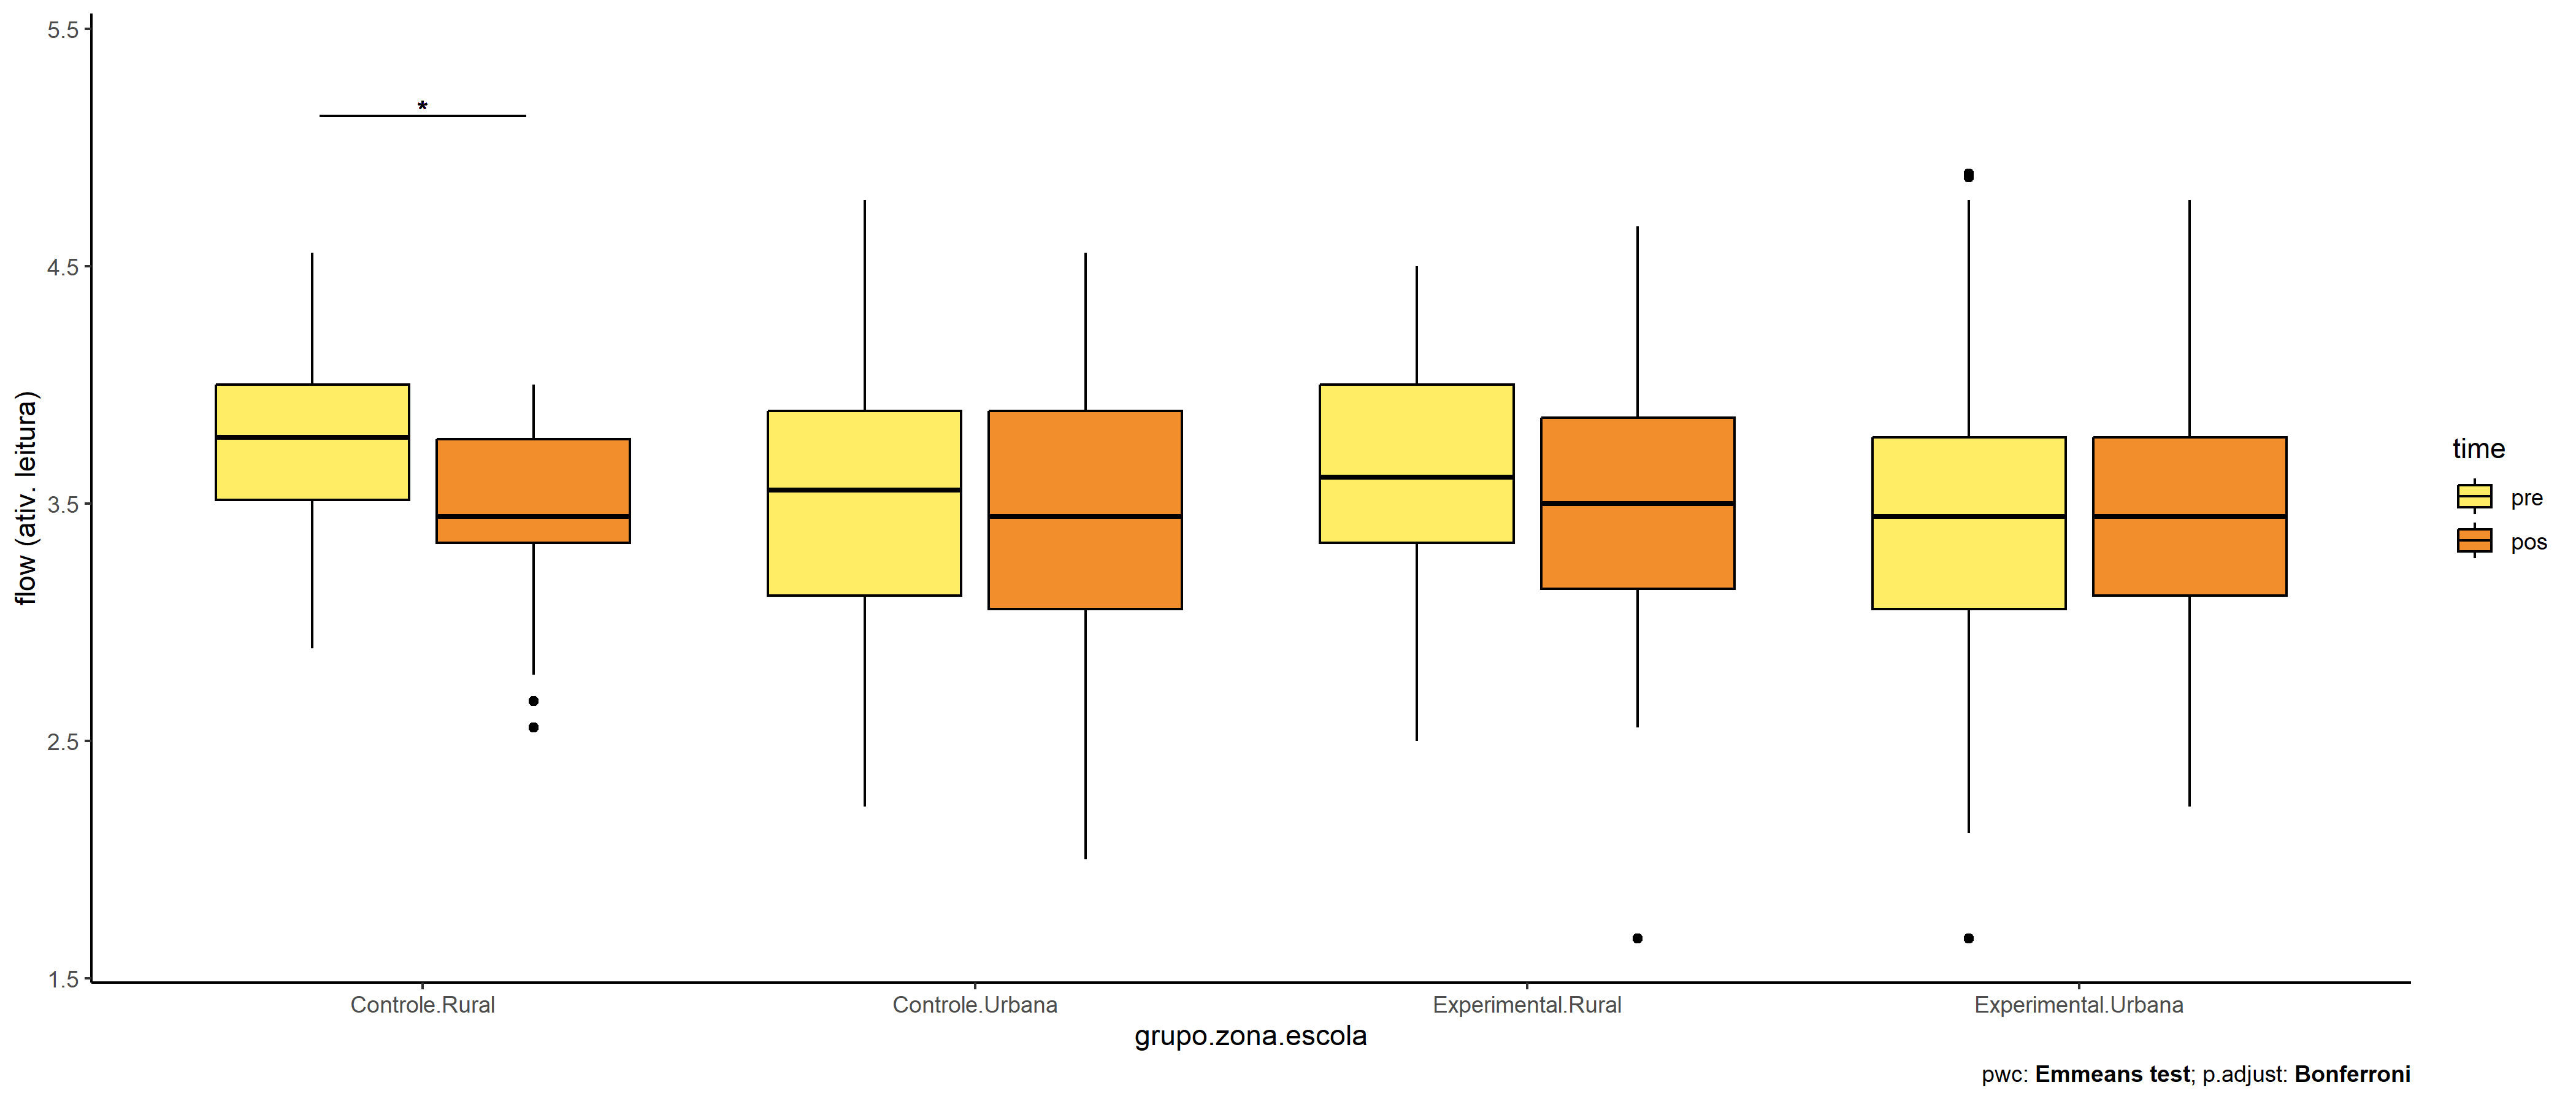 5.5
4.5
3.5
2.5
1.5
flow (ativ. leitura)
*
Controle.Rural
Controle.Urbana
Experimental.Rural
Experimental.Urbana
grupo.zona.escola
time
pre
pos
pwc: Emmeans test; p.adjust: Bonferroni